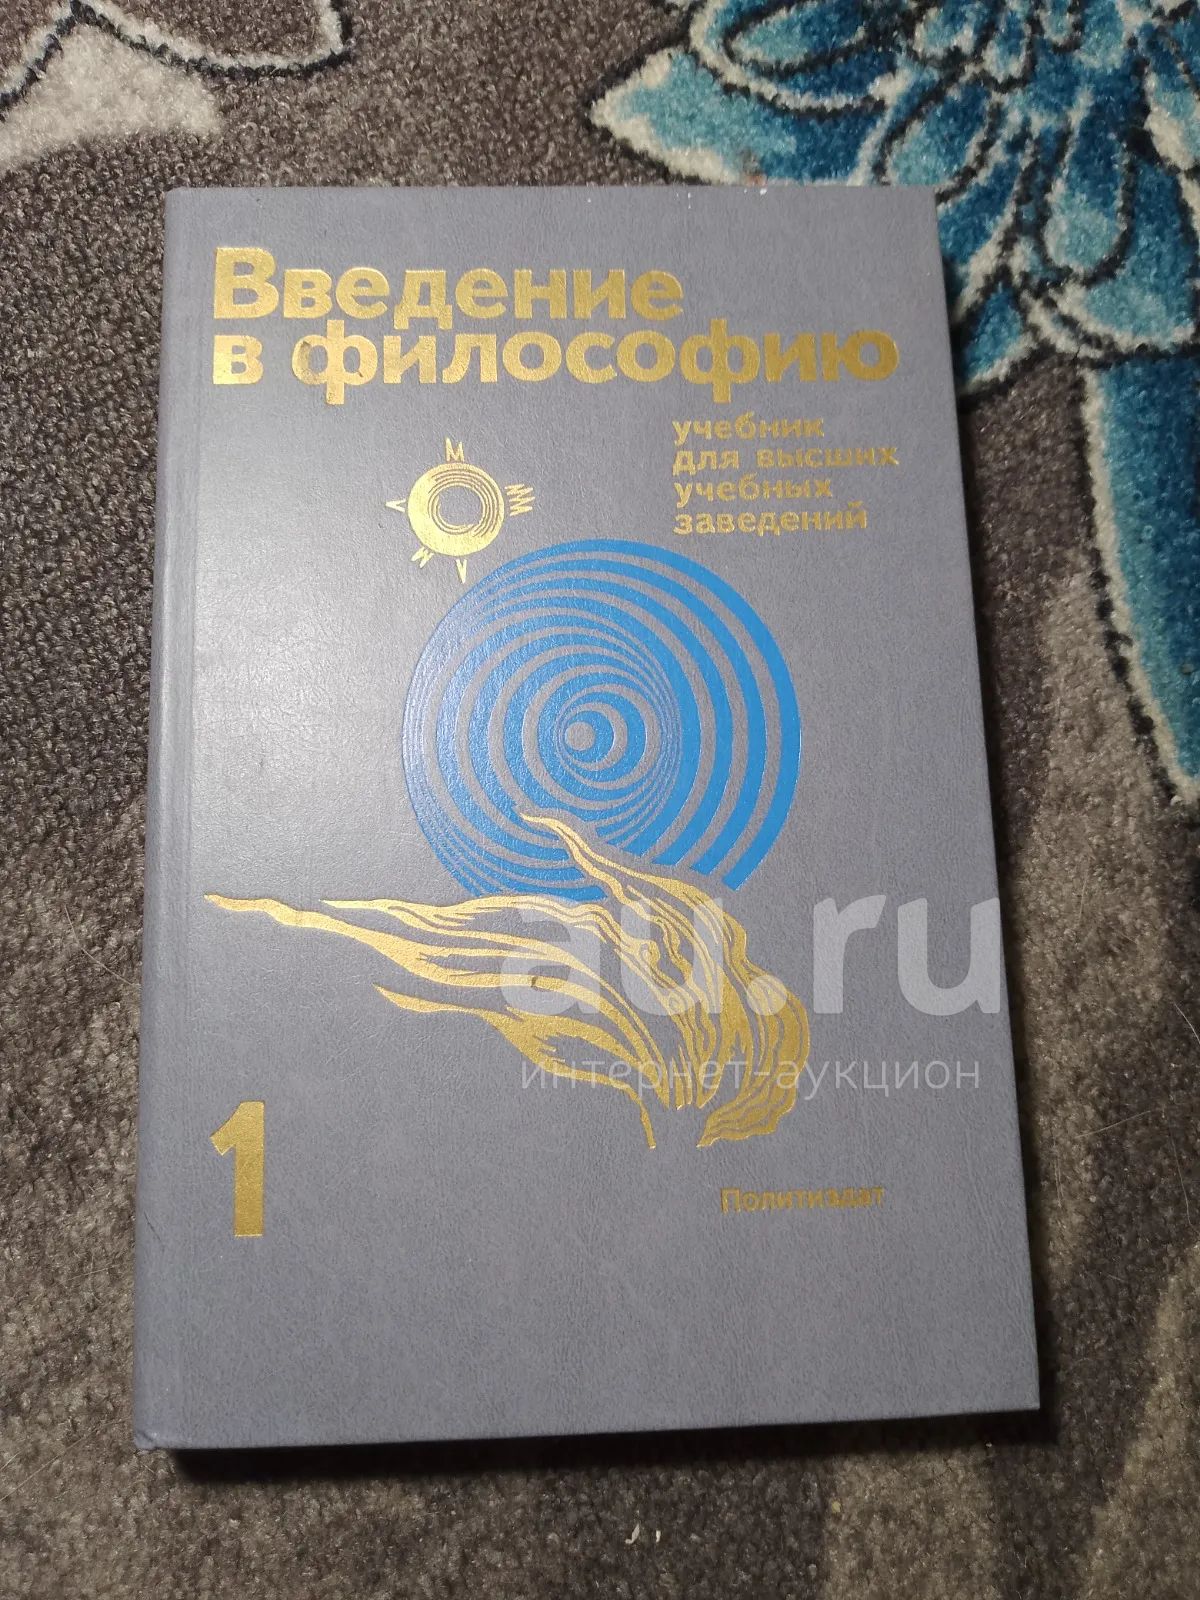 Введение
в философию
учебник
для высших
учебных
заведений
au.ru
интернет-аукцион
1
Политиздат